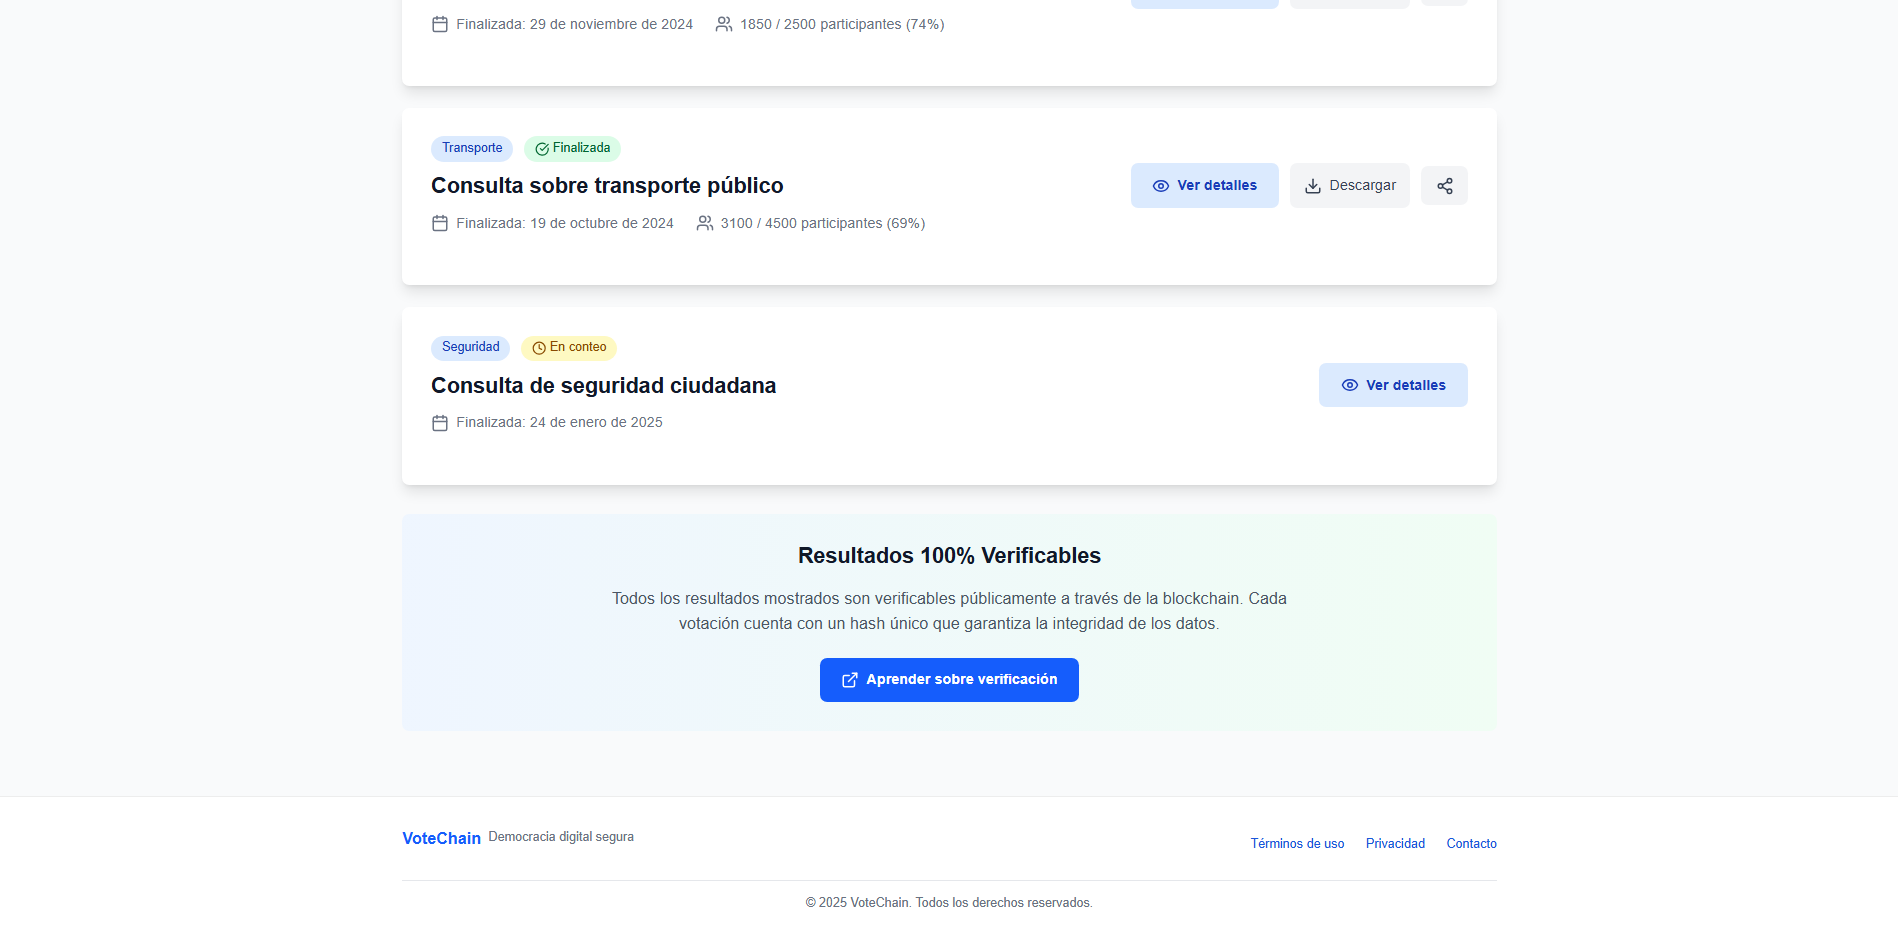 Finalizada: 29 de noviembre de 2024 1850 / 2500 participantes (74%)
Transporte Finalizada
Consulta sobre transporte público
Ver detalles Descargar
Finalizada: 19 de octubre de 2024 3100 / 4500 participantes (69%)
Seguridad En conteo
Consulta de seguridad ciudadana
Ver detalles
Finalizada: 24 de enero de 2025
Resultados 100% Verificables
Todos los resultados mostrados son verificables públicamente a través de la blockchain. Cada
votación cuenta con un hash único que garantiza la integridad de los datos.
Aprender sobre verificación
VoteChain Democracia digital segura
Términos de uso Privacidad Contacto
© 2025 VoteChain. Todos los derechos reservados.